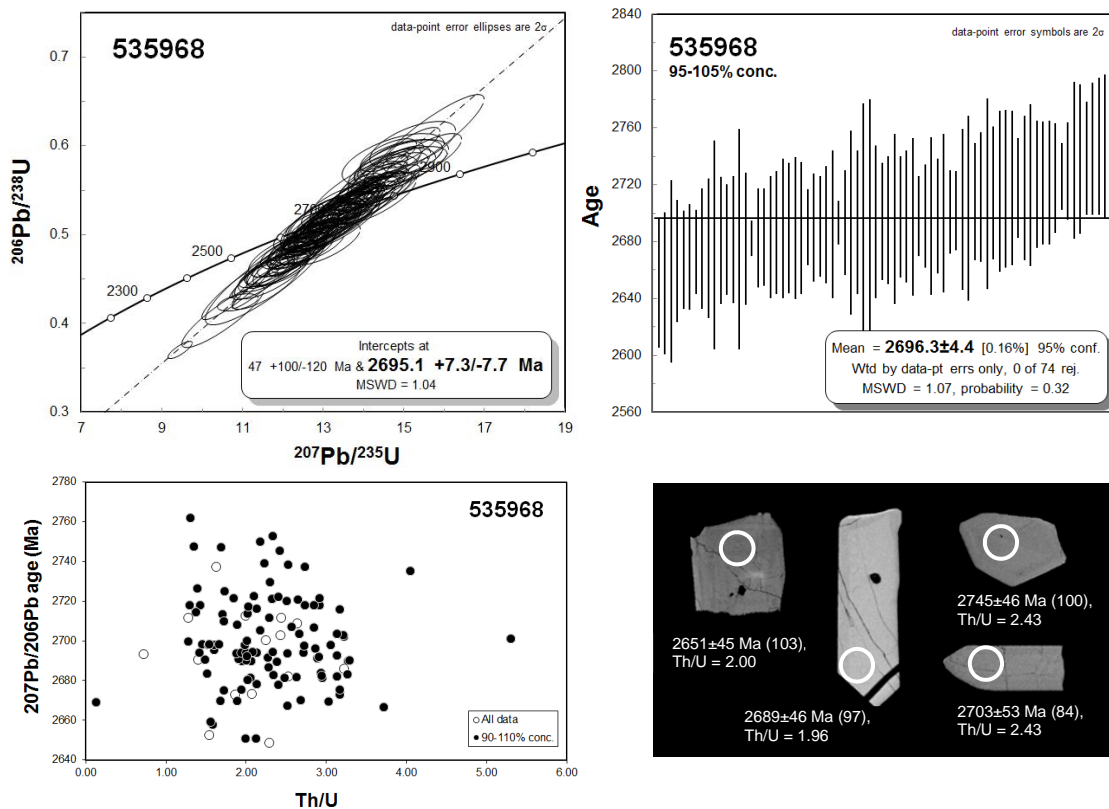 535968
data-point error ellipses are 2σ
0.7
0.6
0.5
0.4
0.3
206Pb/238U
2300
2500
2900
Intercepts at
47 +100/-120 Ma & 2695.1 +7.3/-7.7 Ma
MSWD = 1.04
7 9 11 13 15 17 19
207Pb/235U
535968
95-105% conc.
data-point error symbols are 2σ
2840
2800
2760
2720
2680
2640
2600
2560
Age
Mean = 2696.3±4.4 [0.16%] 95% conf.
Wtd by data-pt errs only, 0 of 74 rej.
MSWD = 1.07, probability = 0.32
535968
2780
2760
2740
2720
2700
2680
2660
2640
207Pb/206Pb age (Ma)
All data
90-110% conc.
0.00 1.00 2.00 3.00 4.00 5.00 6.00
Th/U
2651±45 Ma (103),
Th/U = 2.00
2689±46 Ma (97),
Th/U = 1.96
2745±46 Ma (100),
Th/U = 2.43
2703±53 Ma (84),
Th/U = 2.43